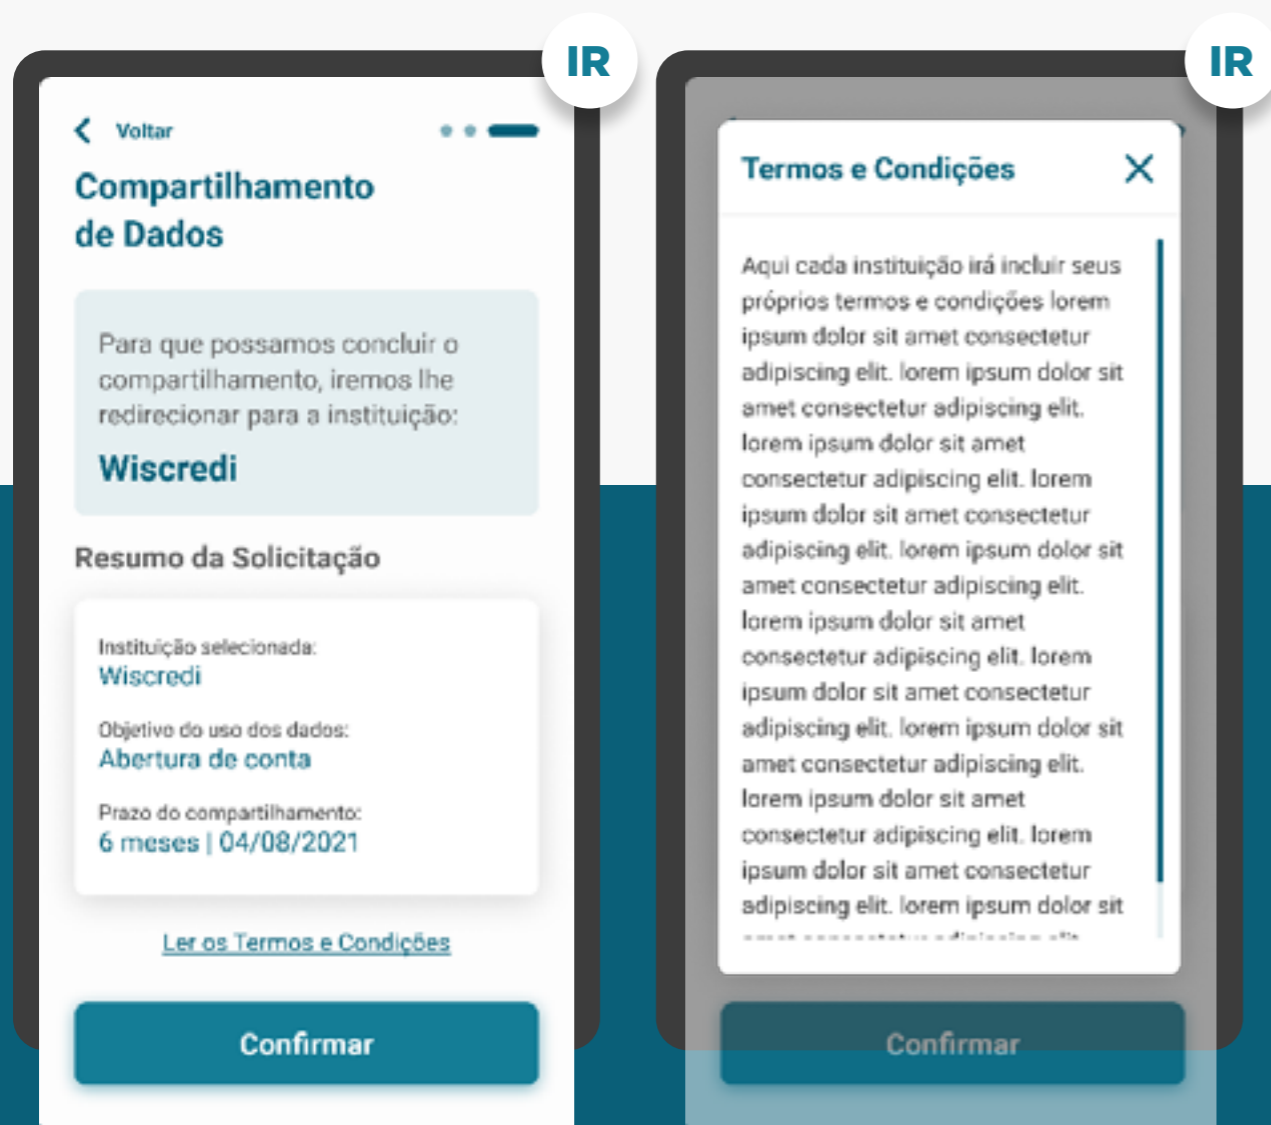 IR
Voltar
Compartilhamento
de Dados
Para que possamos concluir o
compartilhamento, iremos lhe
redirecionar para a instituição:
Wiscredi
Resumo da Solicitação
Instituição selecionada:
Wiscredi
Objetivo do uso dos dados:
Abertura de conta
Prazo do compartilhamento:
6 meses | 04/08/2021
Ler os Termos e Condições
Confirmar
IR
Termos e Condições
Aqui cada instituição irá incluir seus
próprios termos e condições lorem
ipsum dolor sit amet consectetur
adipiscing elit. lorem ipsum dolor sit
amet consectetur adipiscing elit.
lorem ipsum dolor sit amet
consectetur adipiscing elit. lorem
ipsum dolor sit amet consectetur
adipiscing elit. lorem ipsum dolor sit
amet consectetur adipiscing elit.
lorem ipsum dolor sit amet
consectetur adipiscing elit. lorem
ipsum dolor sit amet consectetur
adipiscing elit. lorem ipsum dolor sit
amet consectetur adipiscing elit.
lorem ipsum dolor sit amet
consectetur adipiscing elit. lorem
ipsum dolor sit amet consectetur
adipiscing elit. lorem ipsum dolor sit
Confirmar